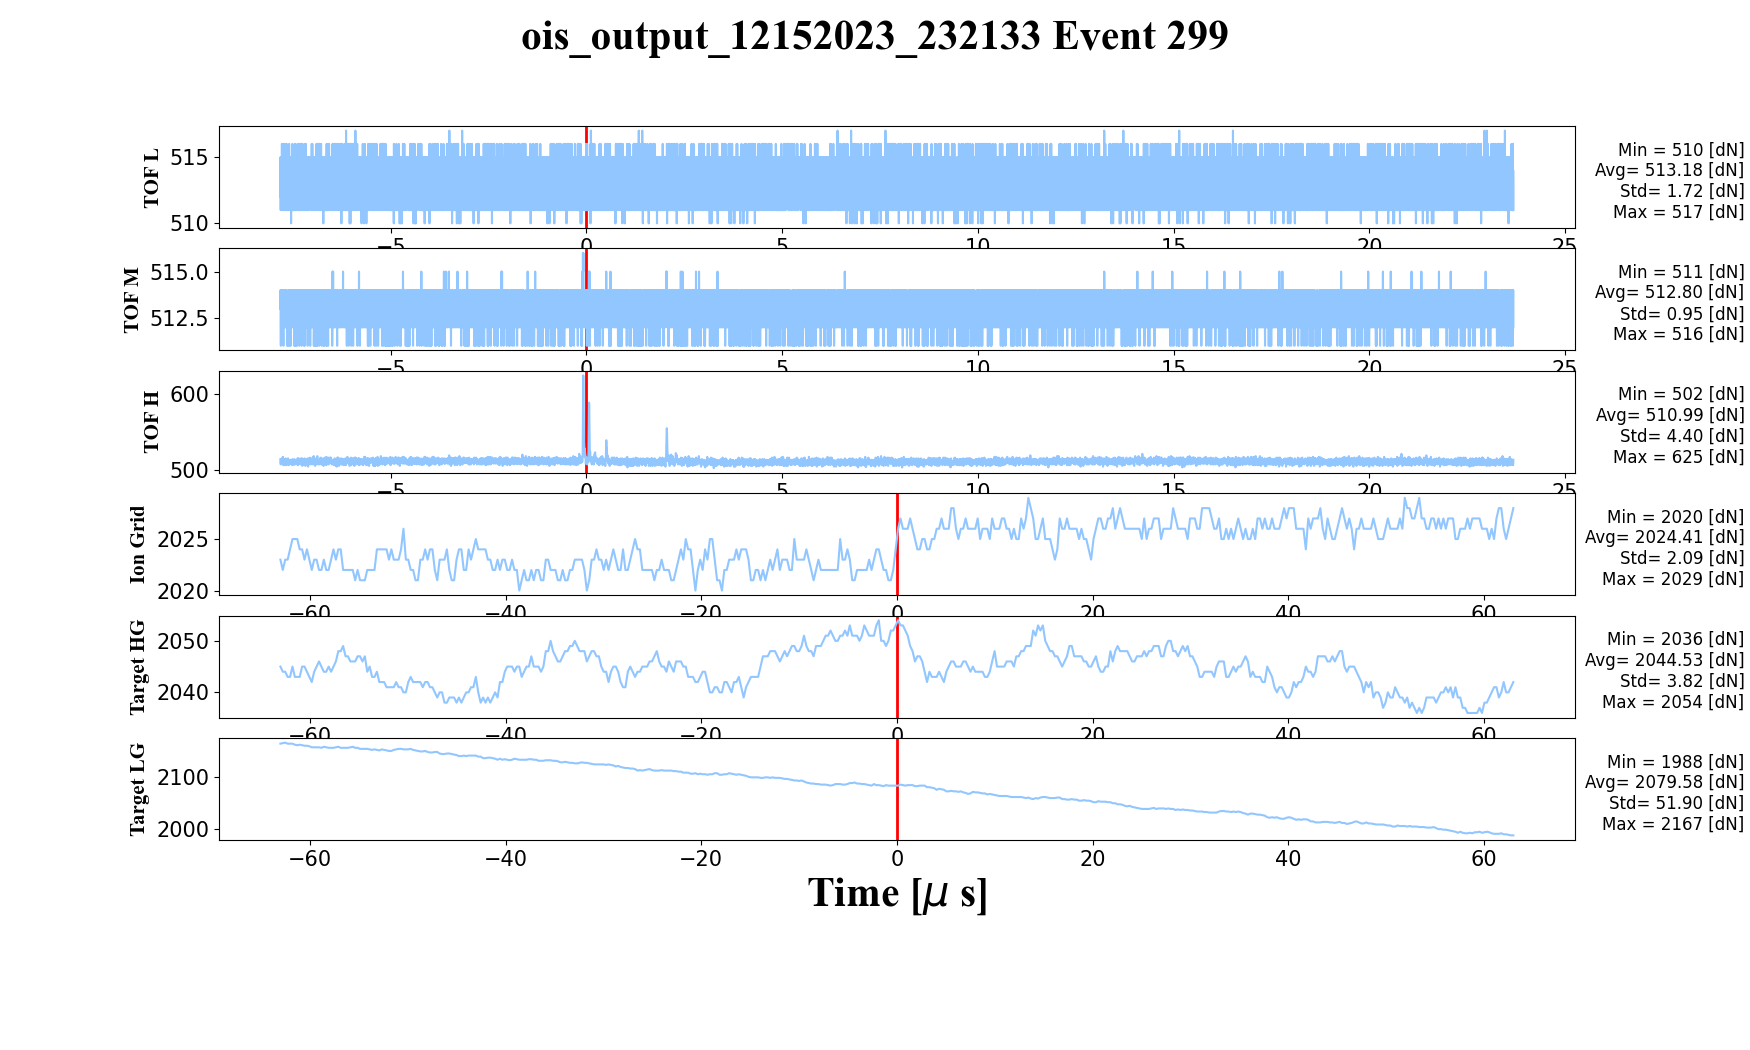 ois_output_12152023_232133 Event 299
TOF L
515
510
−5
0
5
10
15
20
25
Min = 510 [dN]
Avg= 513.18 [dN]
Std= 1.72 [dN]
Max = 517 [dN]
TOF M
515.0
512.5
−5
0
5
10
15
20
25
Min = 511 [dN]
Avg= 512.80 [dN]
Std= 0.95 [dN]
Max = 516 [dN]
TOF H
600
500
−5
0
5
10
15
20
25
Min = 502 [dN]
Avg= 510.99 [dN]
Std= 4.40 [dN]
Max = 625 [dN]
Ion Grid
2025
2020
−60
−40
−20
0
20
40
60
Min = 2020 [dN]
Avg= 2024.41 [dN]
Std= 2.09 [dN]
Max = 2029 [dN]
Target HG
2050
2040
−60
−40
−20
0
20
40
60
Min = 2036 [dN]
Avg= 2044.53 [dN]
Std= 3.82 [dN]
Max = 2054 [dN]
Target LG
2100
2000
−60
−40
−20
0
20
40
60
Min = 1988 [dN]
Avg= 2079.58 [dN]
Std= 51.90 [dN]
Max = 2167 [dN]
Time [μ s]